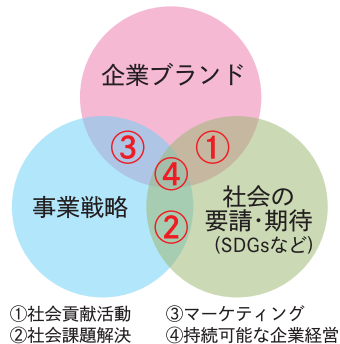 企業ブランド
③
①
④
事業戦略
社会の
要請・期待
(SDGsなど)
②
①社会貢献活動
②社会課題解決
③マーケティング
④持続可能な企業経営